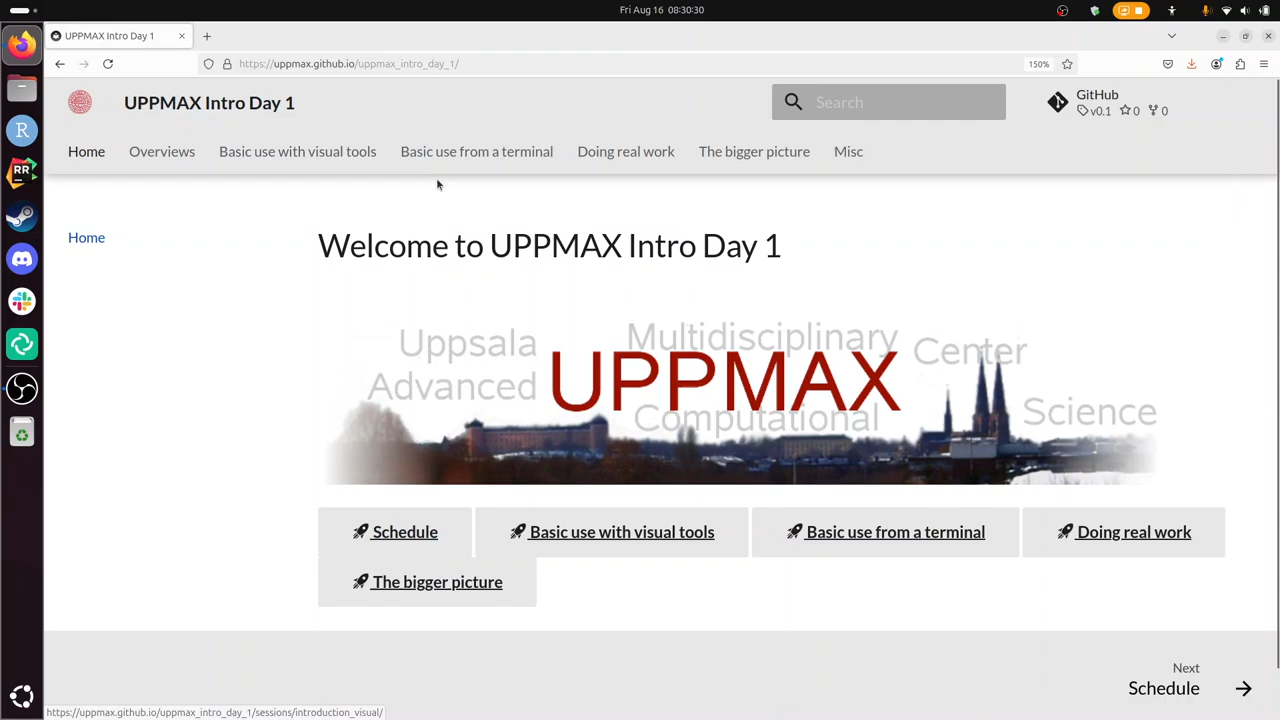 Fri Aug 16 08:30:30
UPPMAX Intro Day 1
https://uppmax.github.io/uppmax_intro_day_1/
150%
UPPMAX Intro Day 1
Search
GitHub
v0.1 0 0
Home Overviews Basic use with visual tools Basic use from a terminal Doing real work The bigger picture Misc
Home
Welcome to UPPMAX Intro Day 1
Uppsala Multidisciplinary Center
Advanced UPPMAX
Computational Science
Schedule Basic use with visual tools Basic use from a terminal Doing real work
The bigger picture
Next
Schedule
https://uppmax.github.io/uppmax_intro_day_1/sessions/introduction_visual/
R
RR